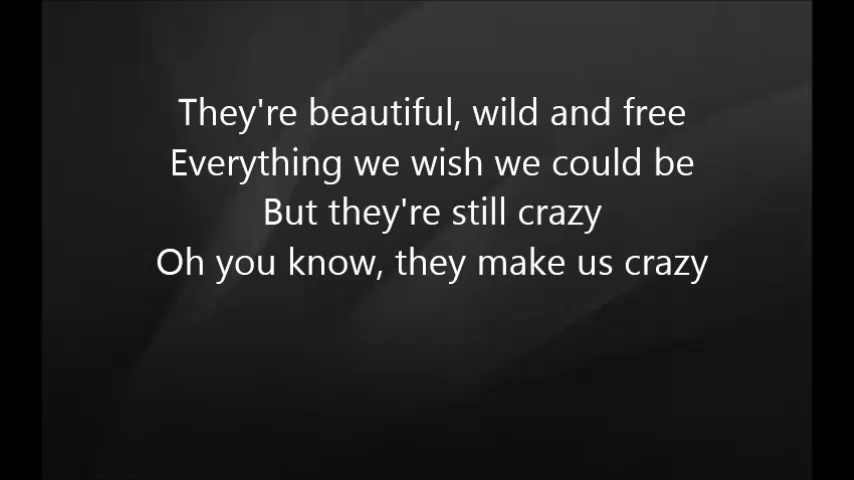 They're beautiful, wild and free
Everything we wish we could be
But they're still crazy
Oh you know, they make us crazy